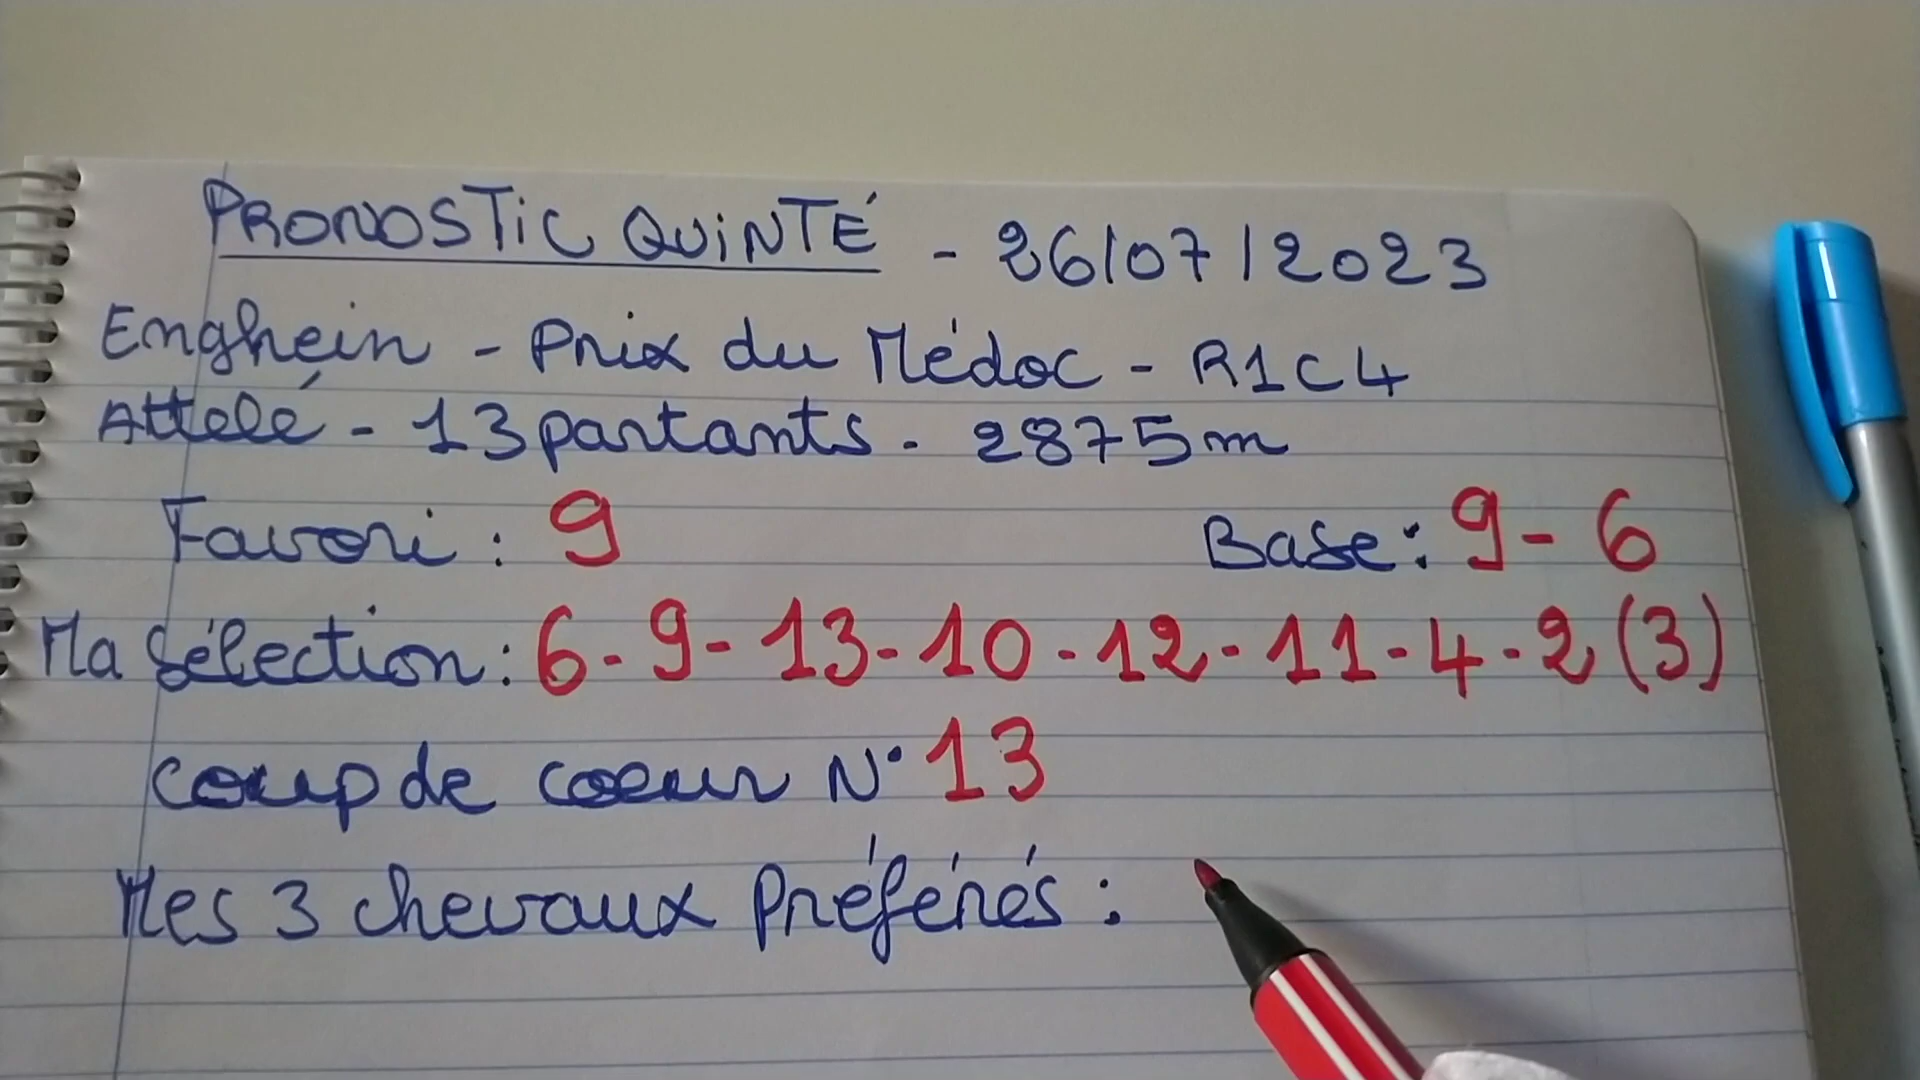 PRONOSTIC QUINTÉ - 26/07/2023
Enghein - Prix du Médoc - R1C4
Attelé - 13 partants - 2875m
Favori : 9 Base : 9 - 6
Ma Sélection : 6 - 9 - 13 - 10 - 12 - 11 - 4 - 2 (3)
coup de coeur N° 13
Mes 3 chevaux Préférés :